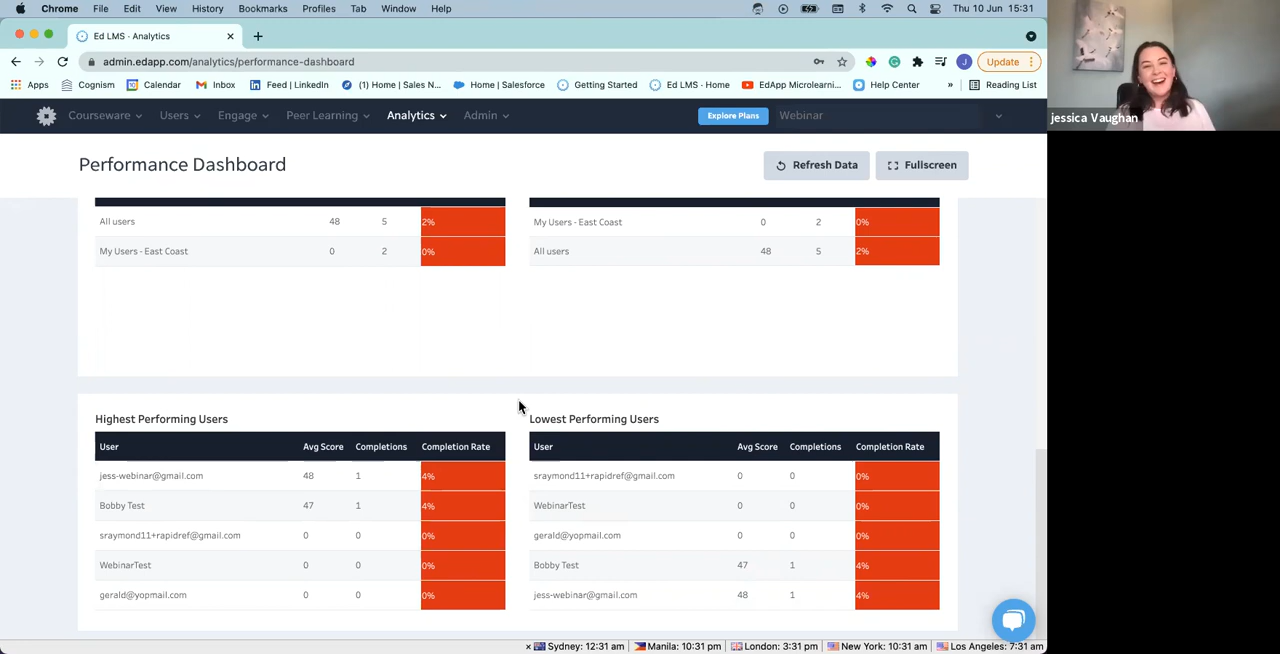 Chrome File Edit View History Bookmarks Profiles Tab Window Help Thu 10 Jun 15:31
Ed LMS · Analytics
admin.edapp.com/analytics/performance-dashboard J Update
Apps Cognism Calendar Inbox Feed | LinkedIn (1) Home | Sales N... Home | Salesforce Getting Started Ed LMS · Home EdApp Microlearni... Help Center » Reading List
jessica Vaughan
Courseware Users Engage Peer Learning Analytics Admin Explore Plans Webinar
Performance Dashboard Refresh Data Fullscreen
All users 48 5 2% My Users - East Coast 0 2 0%
My Users - East Coast 0 2 0% All users 48 5 2%
Highest Performing Users Lowest Performing Users
User Avg Score Completions Completion Rate User Avg Score Completions Completion Rate
jess-webinar@gmail.com 48 1 4% sraymond11+rapidref@gmail.com 0 0 0%
Bobby Test 47 1 4% WebinarTest 0 0 0%
sraymond11+rapidref@gmail.com 0 0 0% gerald@yopmail.com 0 0 0%
WebinarTest 0 0 0% Bobby Test 47 1 4%
gerald@yopmail.com 0 0 0% jess-webinar@gmail.com 48 1 4%
× Sydney: 12:31 am Manila: 10:31 pm London: 3:31 pm New York: 10:31 am Los Angeles: 7:31 am